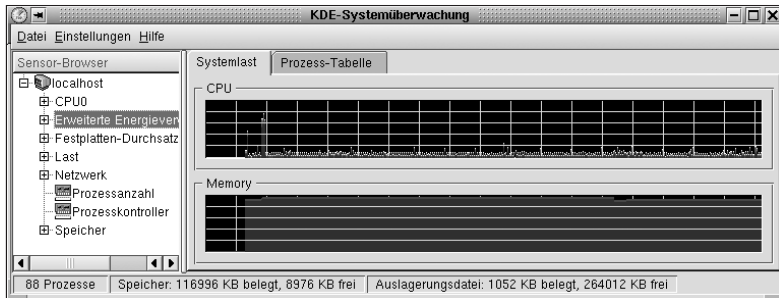 KDE-Systemüberwachung
Datei Einstellungen Hilfe
Sensor-Browser
localhost
CPU0
Erweiterte Energiever
Festplatten-Durchsatz
Last
Netzwerk
Prozessanzahl
Prozesskontroller
Speicher
Systemlast
Prozess-Tabelle
CPU
Memory
88 Prozesse Speicher: 116996 KB belegt, 8976 KB frei Auslagerungsdatei: 1052 KB belegt, 264012 KB frei